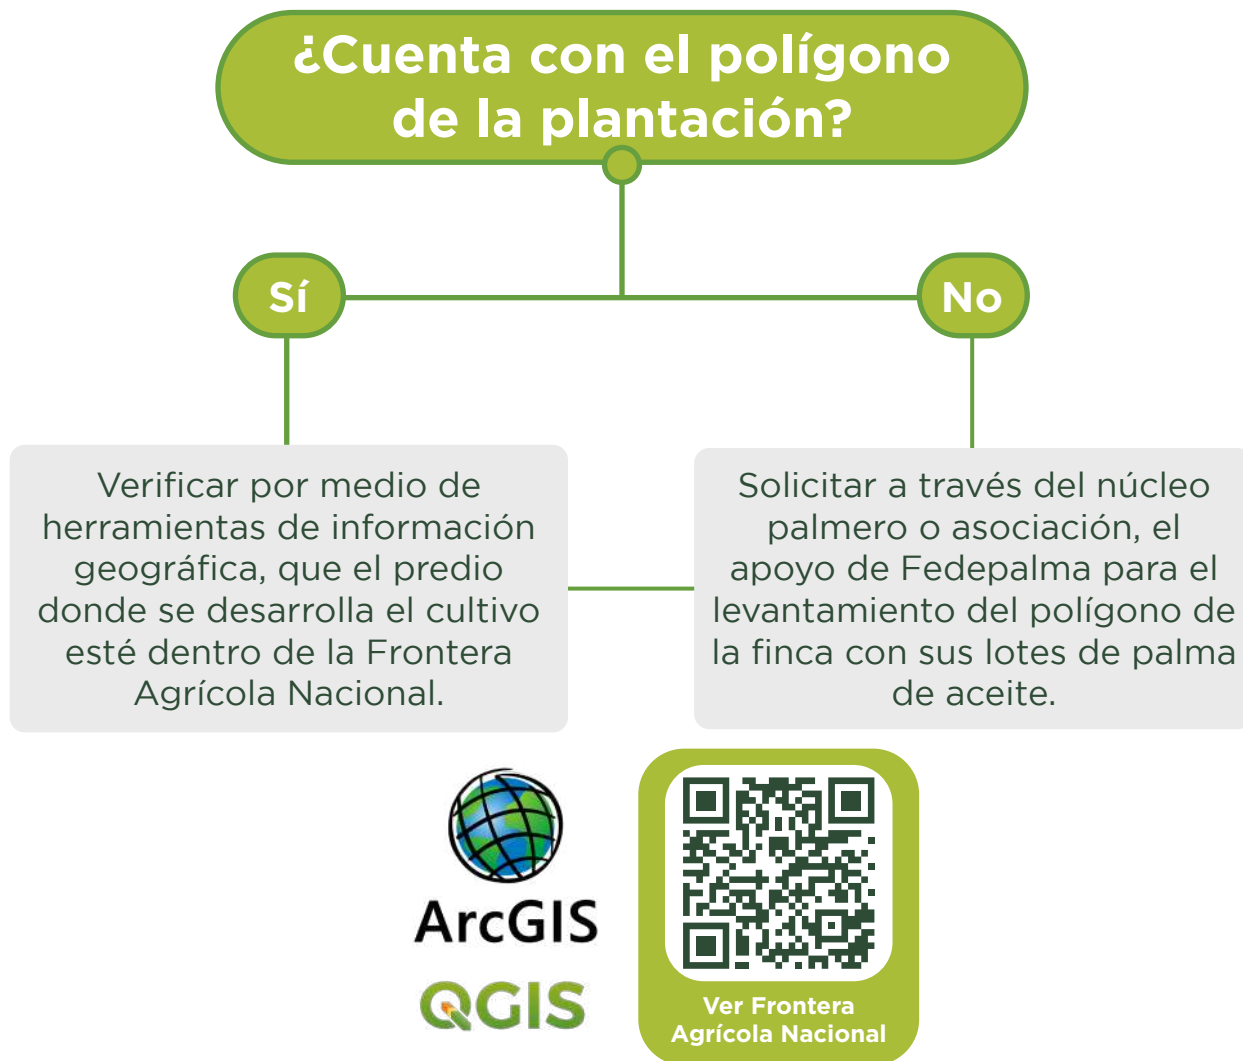 ¿Cuenta con el polígono
de la plantación?
Sí
No
Verificar por medio de
herramientas de información
geográfica, que el predio
donde se desarrolla el cultivo
esté dentro de la Frontera
Agrícola Nacional.
Solicitar a través del núcleo
palmero o asociación, el
apoyo de Fedepalma para el
levantamiento del polígono de
la finca con sus lotes de palma
de aceite.
ArcGIS
QGIS
Ver Frontera
Agrícola Nacional